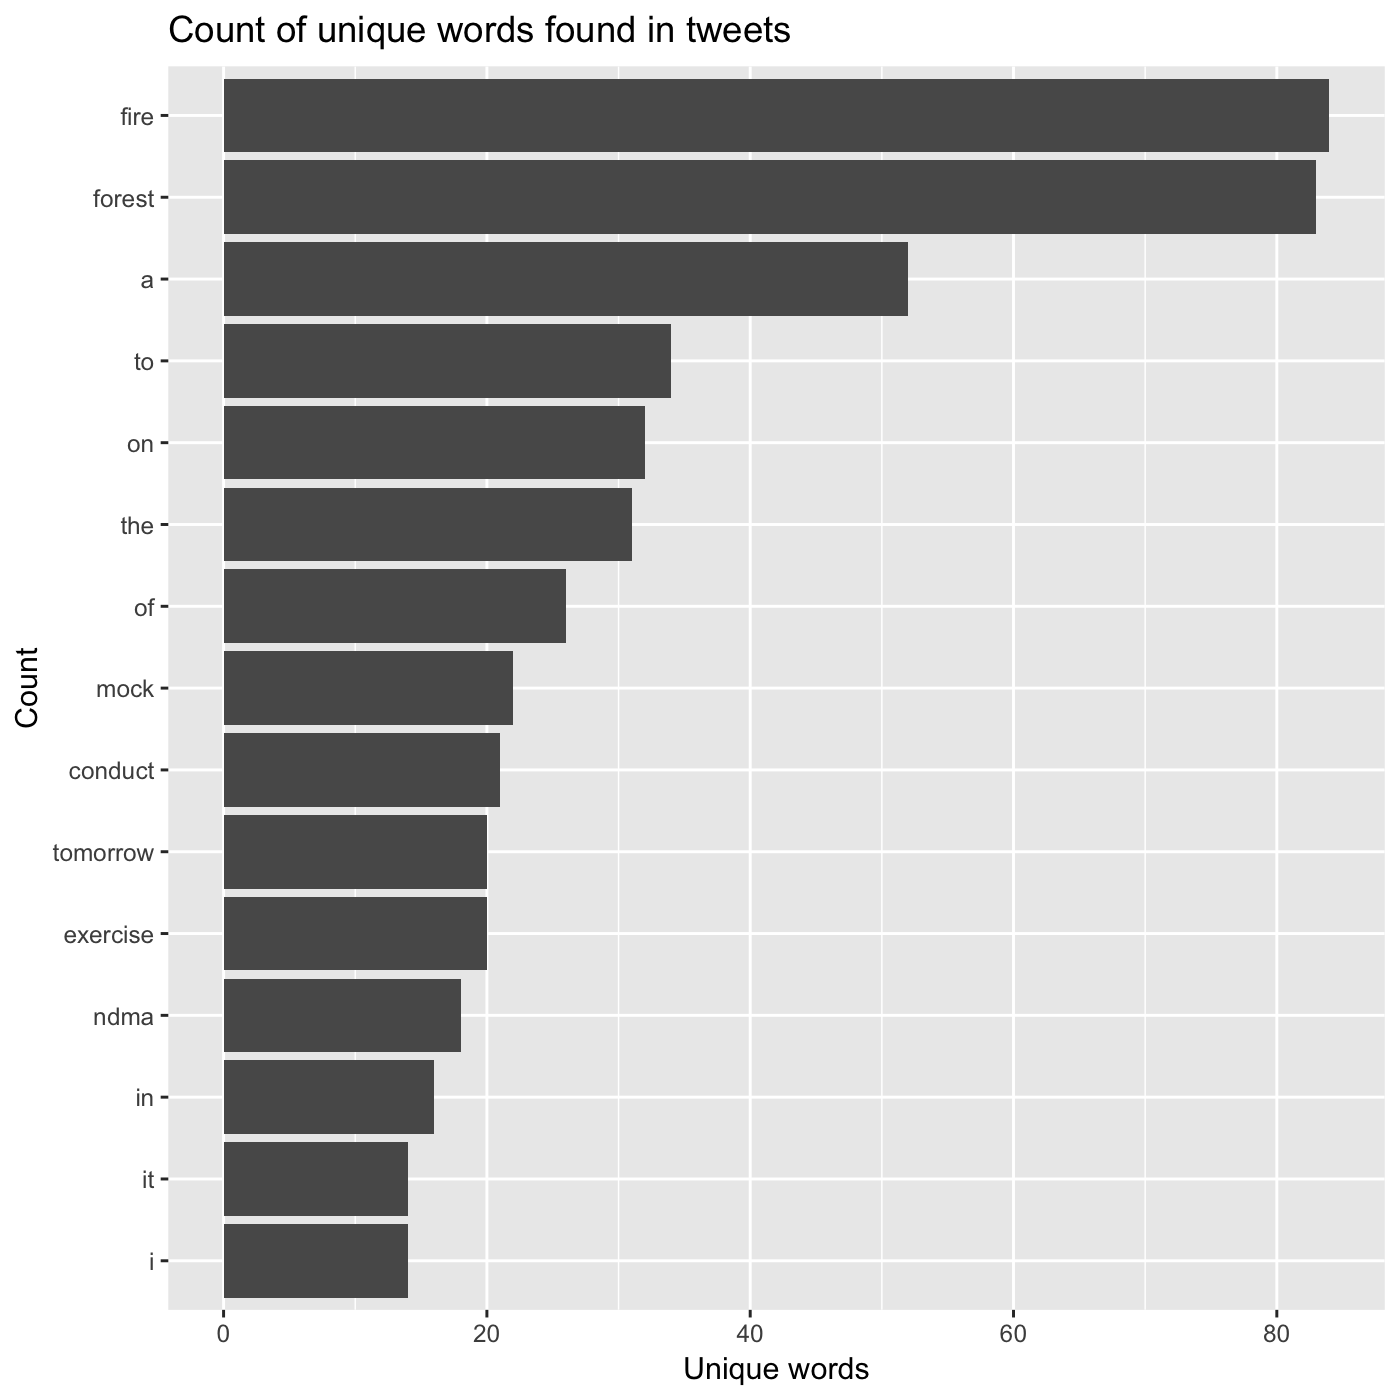 Count of unique words found in tweets
fire
forest
a
to
on
the
of
mock
conduct
tomorrow
exercise
ndma
in
it
i
Count
0 20 40 60 80
Unique words